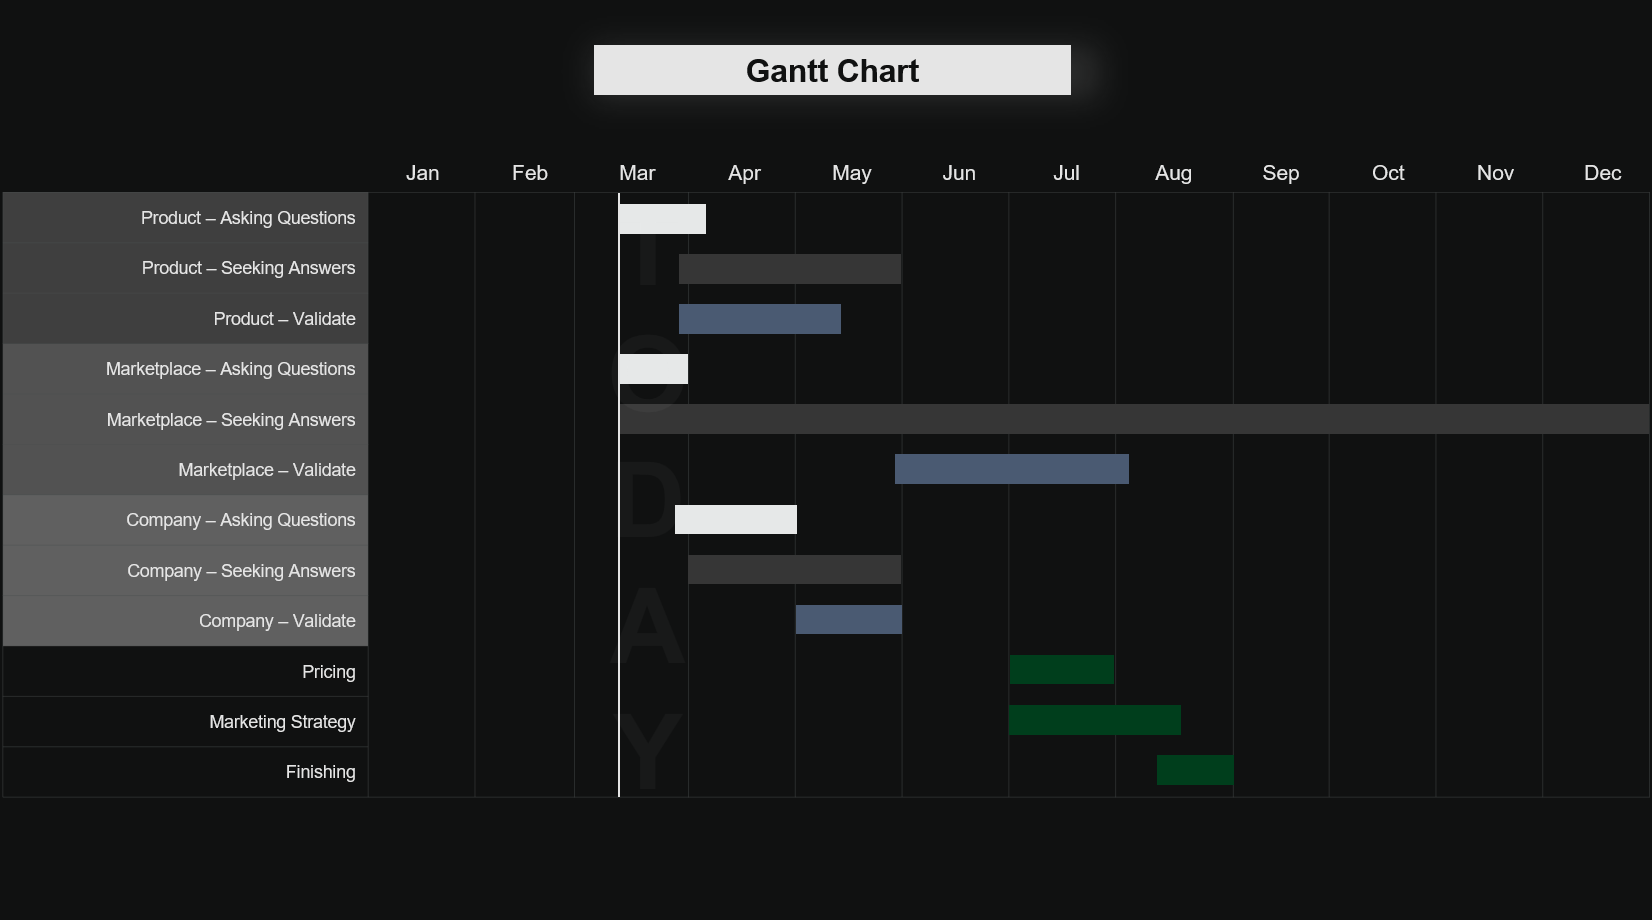 Gantt Chart
Jan Feb Mar Apr May Jun Jul Aug Sep Oct Nov Dec
Product – Asking Questions
Product – Seeking Answers
Product – Validate
Marketplace – Asking Questions
Marketplace – Seeking Answers
Marketplace – Validate
Company – Asking Questions
Company – Seeking Answers
Company – Validate
Pricing
Marketing Strategy
Finishing
TODAY